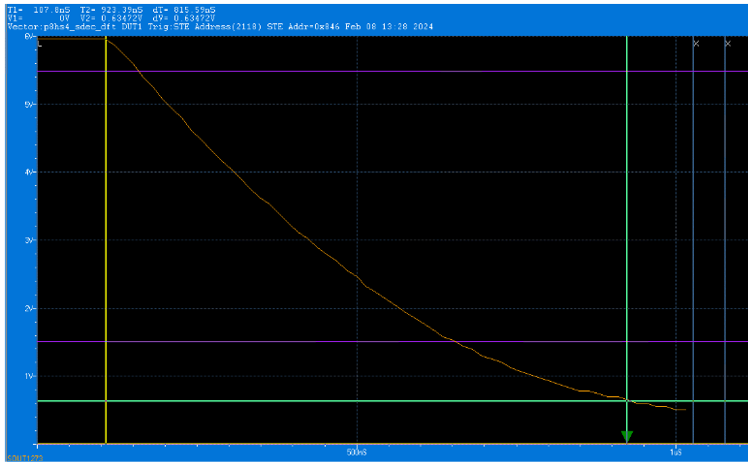 T1= 107.8nS T2= 923.39nS dT= 815.59nS
V1= 0V V2= 0.63472V dV= 0.63472V
Vector:p8hs4_sdec_dft DUT1 Trig:STE Address(2118) STE Addr=0x846 Feb 08 13:28 2024
6V
5V
4V
3V
2V
1V
500nS
1uS
SOUT1273